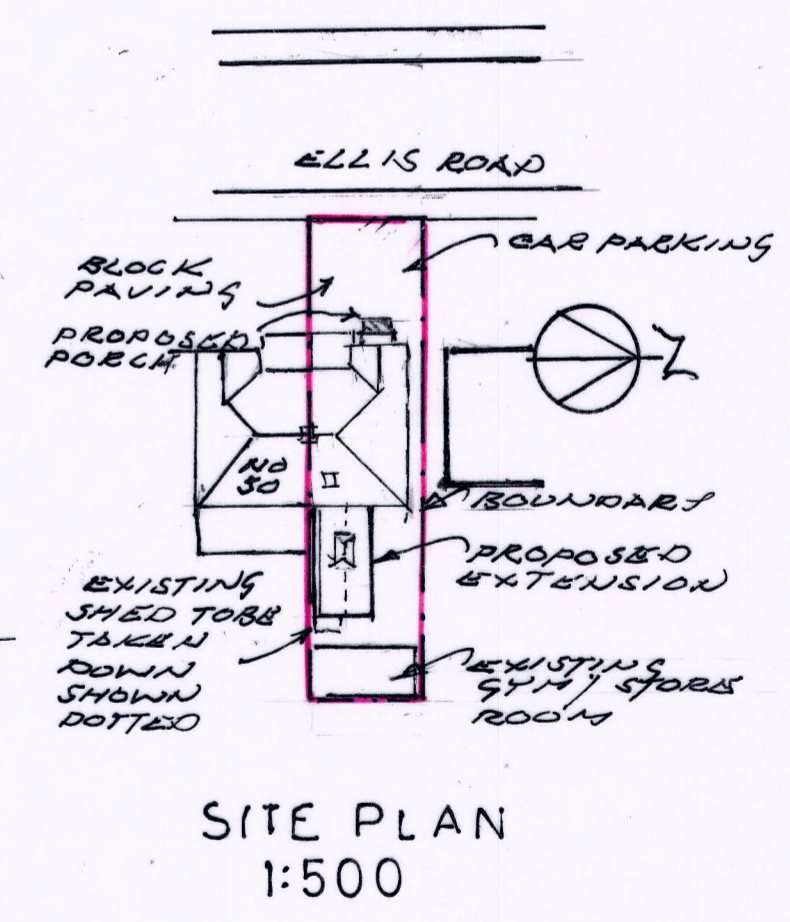 ELLIS ROAD
CAR PARKING
BLOCK
PAVING
PROPOSED
PORCH
N
NO
50
BOUNDARY
PROPOSED
EXTENSION
EXISTING
SHED TO BE
TAKEN
DOWN
SHOWN
DOTTED
EXISTING
GYM / STORE
ROOM
SITE PLAN
1:500